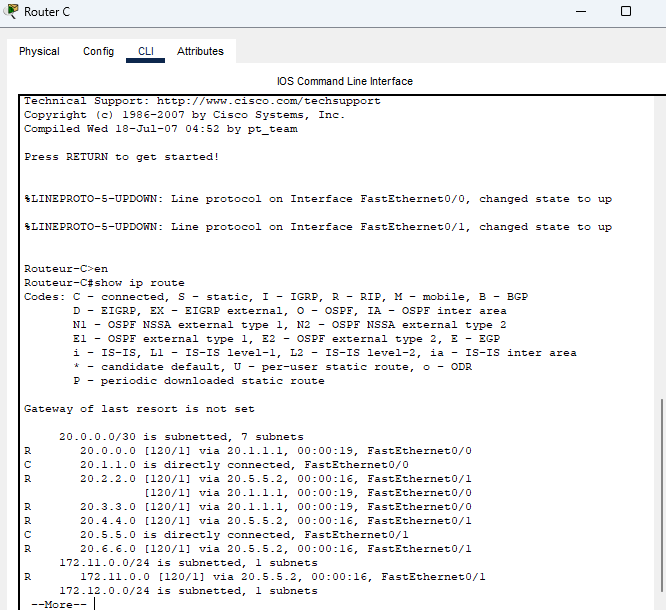 Router C
Physical Config CLI Attributes
IOS Command Line Interface
Technical Support: http://www.cisco.com/techsupport
Copyright (c) 1986-2007 by Cisco Systems, Inc.
Compiled Wed 18-Jul-07 04:52 by pt_team
Press RETURN to get started!
%LINEPROTO-5-UPDOWN: Line protocol on Interface FastEthernet0/0, changed state to up
%LINEPROTO-5-UPDOWN: Line protocol on Interface FastEthernet0/1, changed state to up
Routeur-C>en
Routeur-C#show ip route
Codes: C - connected, S - static, I - IGRP, R - RIP, M - mobile, B - BGP
D - EIGRP, EX - EIGRP external, O - OSPF, IA - OSPF inter area
N1 - OSPF NSSA external type 1, N2 - OSPF NSSA external type 2
E1 - OSPF external type 1, E2 - OSPF external type 2, E - EGP
i - IS-IS, L1 - IS-IS level-1, L2 - IS-IS level-2, ia - IS-IS inter area
* - candidate default, U - per-user static route, o - ODR
P - periodic downloaded static route
Gateway of last resort is not set
20.0.0.0/30 is subnetted, 7 subnets
R 20.0.0.0 [120/1] via 20.1.1.1, 00:00:19, FastEthernet0/0
C 20.1.1.0 is directly connected, FastEthernet0/0
R 20.2.2.0 [120/1] via 20.5.5.2, 00:00:16, FastEthernet0/1
[120/1] via 20.1.1.1, 00:00:19, FastEthernet0/0
R 20.3.3.0 [120/1] via 20.1.1.1, 00:00:19, FastEthernet0/0
R 20.4.4.0 [120/1] via 20.5.5.2, 00:00:16, FastEthernet0/1
C 20.5.5.0 is directly connected, FastEthernet0/1
R 20.6.6.0 [120/1] via 20.5.5.2, 00:00:16, FastEthernet0/1
172.11.0.0/24 is subnetted, 1 subnets
R 172.11.0.0 [120/1] via 20.5.5.2, 00:00:16, FastEthernet0/1
172.12.0.0/24 is subnetted, 1 subnets
--More--